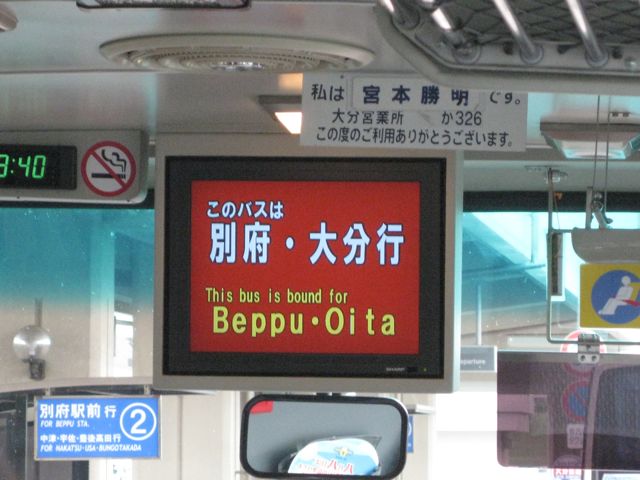 私は 宮本勝明 です。
大分営業所 か326
この度のご利用ありがとうございます。
3:40
このバスは
別府・大分行
This bus is bound for
Beppu・Oita
SHARP
別府駅前行 2
FOR BEPPU STA.
中津・宇佐・豊後高田行
FOR NAKATSU・USA・BUNGOTAKADA